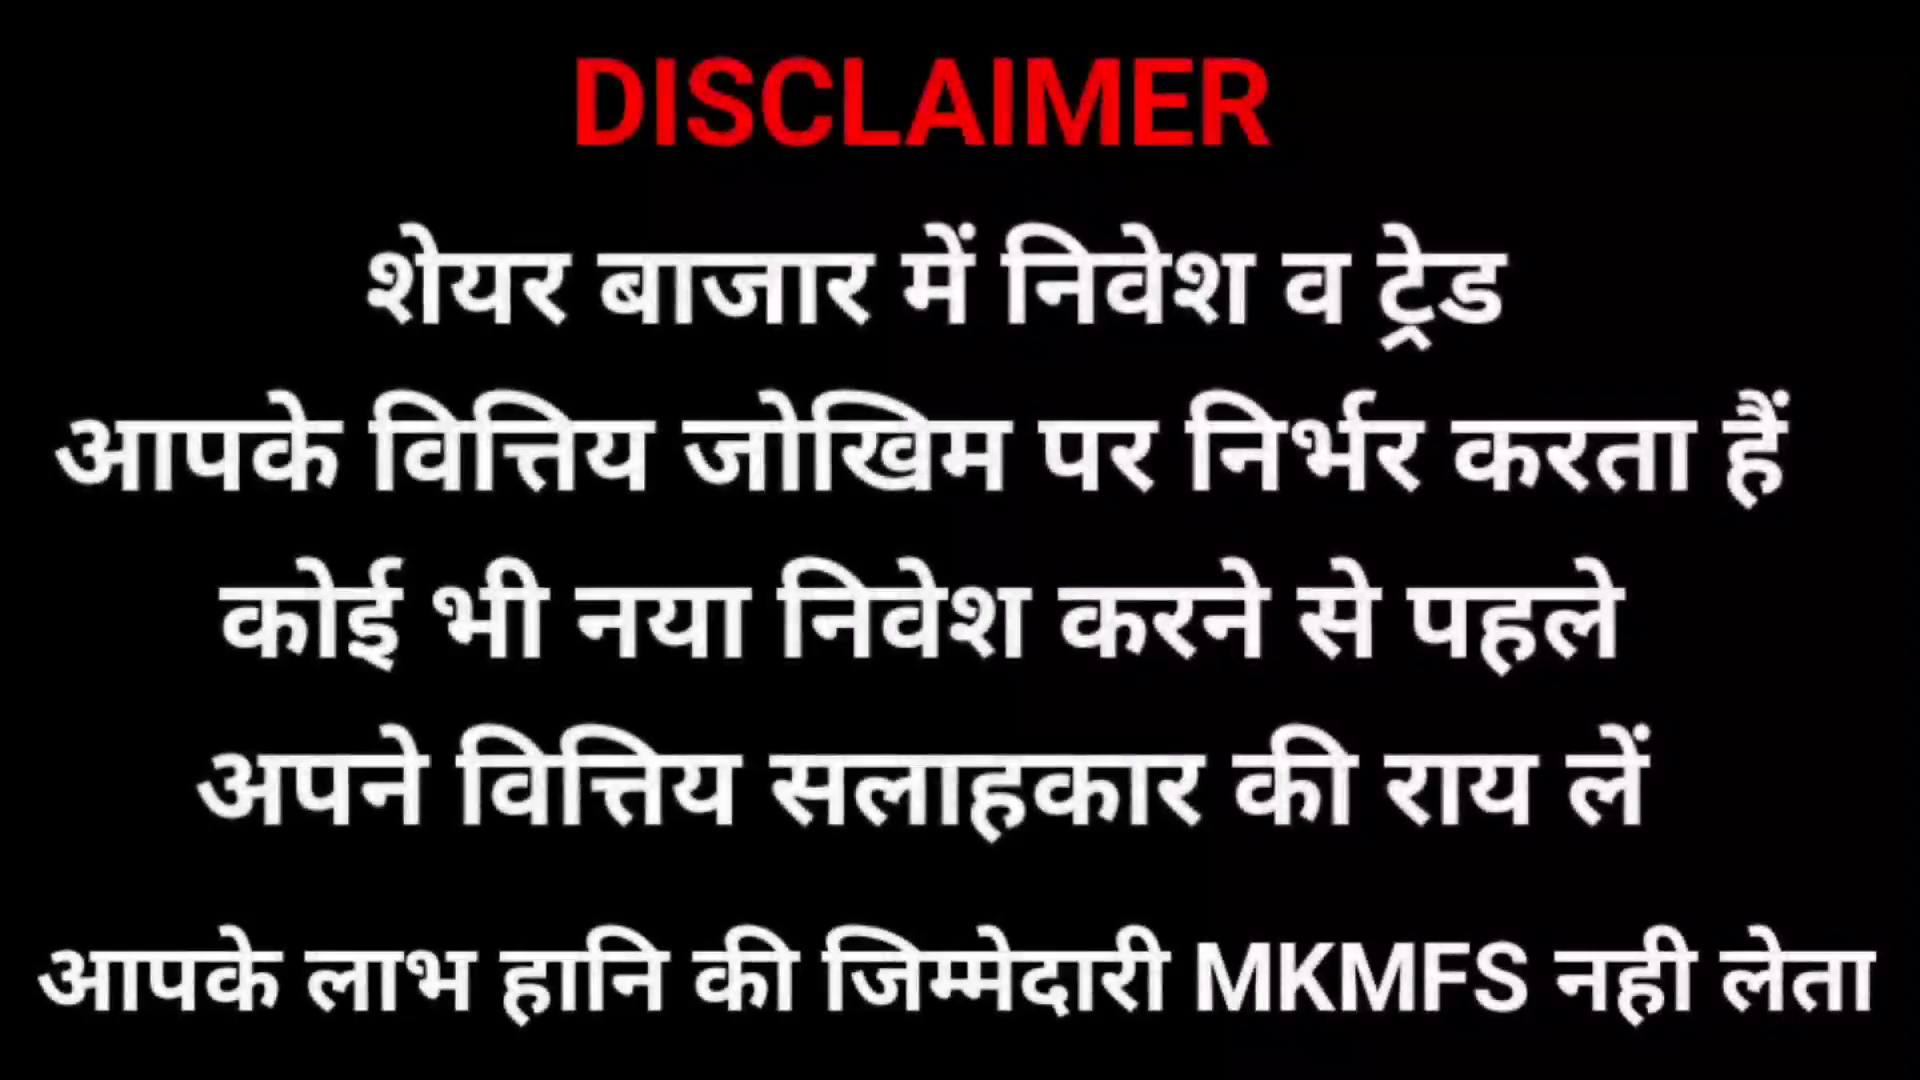 DISCLAIMER
शेयर बाजार में निवेश व ट्रेड
आपके वित्तिय जोखिम पर निर्भर करता हैं
कोई भी नया निवेश करने से पहले
अपने वित्तिय सलाहकार की राय लें
आपके लाभ हानि की जिम्मेदारी MKMFS नही लेता